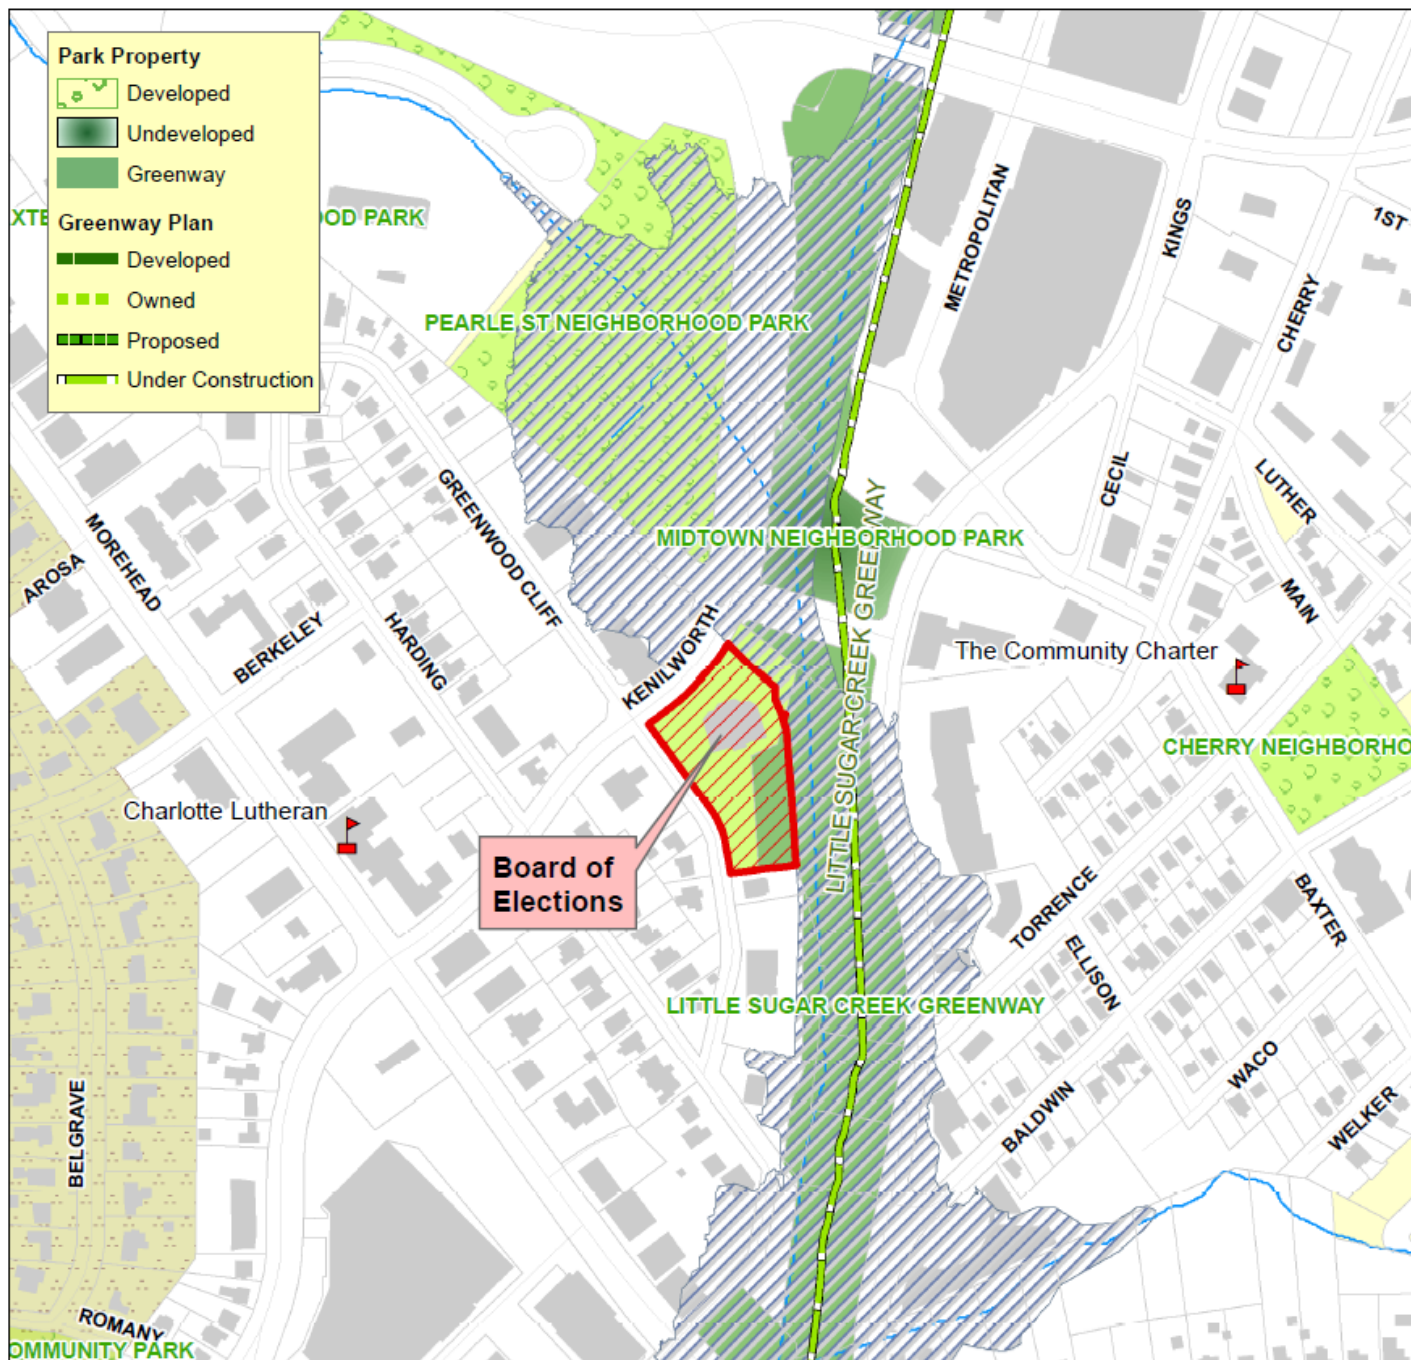 Park Property
Developed
Undeveloped
Greenway
Greenway Plan
Developed
Owned
Proposed
Under Construction
XTE
OOD PARK
PEARLE ST NEIGHBORHOOD PARK
METROPOLITAN
KINGS
1ST
CHERRY
CECIL
LUTHER
MAIN
MOREHEAD
AROSA
GREENWOOD CLIFF
BERKELEY
HARDING
KENILWORTH
MIDTOWN NEIGHBORHOOD PARK
LITTLE SUGAR CREEK GREENWAY
The Community Charter
CHERRY NEIGHBORHO
Charlotte Lutheran
Board of
Elections
TORRENCE
ELLISON
BAXTER
LITTLE SUGAR CREEK GREENWAY
BALDWIN
WACO
WELKER
BELGRAVE
ROMANY
OMMUNITY PARK